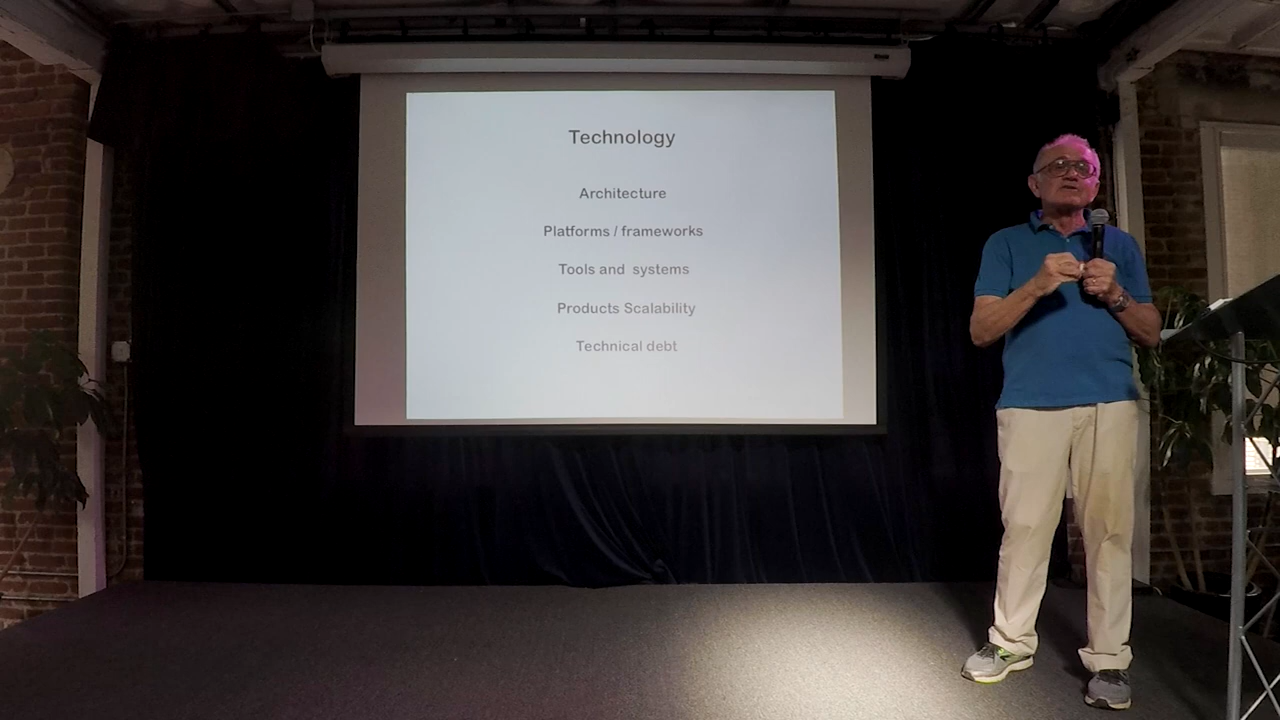 Technology
Architecture
Platforms / frameworks
Tools and  systems
Products Scalability
Technical debt